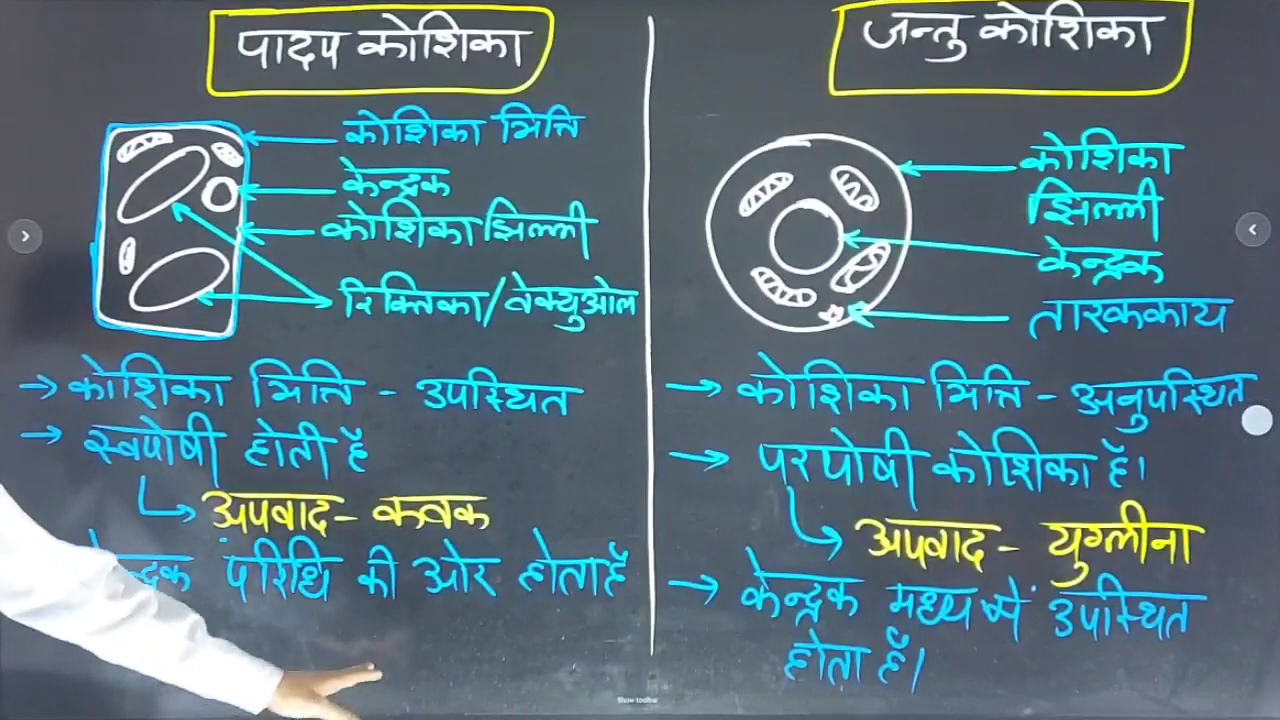 पादप कोशिका
कोशिका भित्ति
केन्द्रक
कोशिका झिल्ली
रिक्तिका/वेक्युओल
→ कोशिका भित्ति - उपस्थित
→ स्वपोषी होती है
अपवाद - कवक
परिधि की ओर होता है
जन्तु कोशिका
कोशिका
झिल्ली
केन्द्रक
तारककाय
→ कोशिका भित्ति - अनुपस्थित
→ परपोषी कोशिका है।
अपवाद - युग्लीना
→ केन्द्रक मध्य में उपस्थित
होता है।